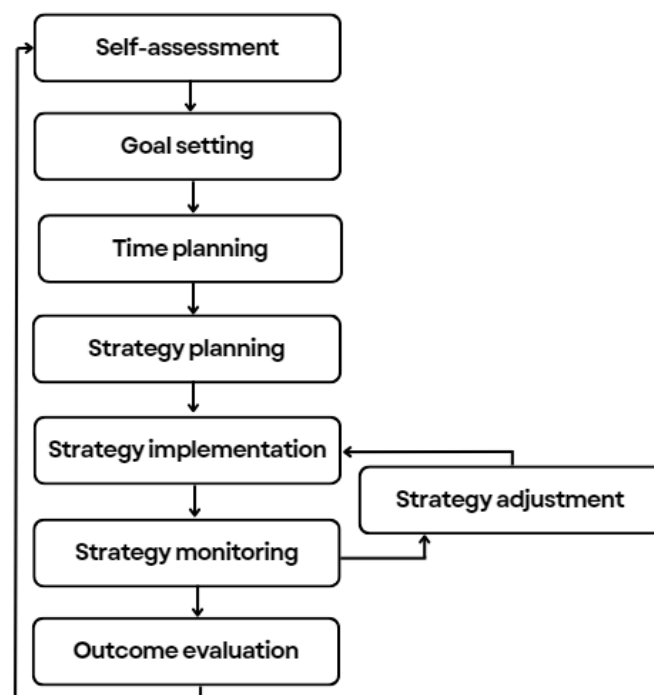 Self-assessment
Goal setting
Time planning
Strategy planning
Strategy implementation
Strategy adjustment
Strategy monitoring
Outcome evaluation